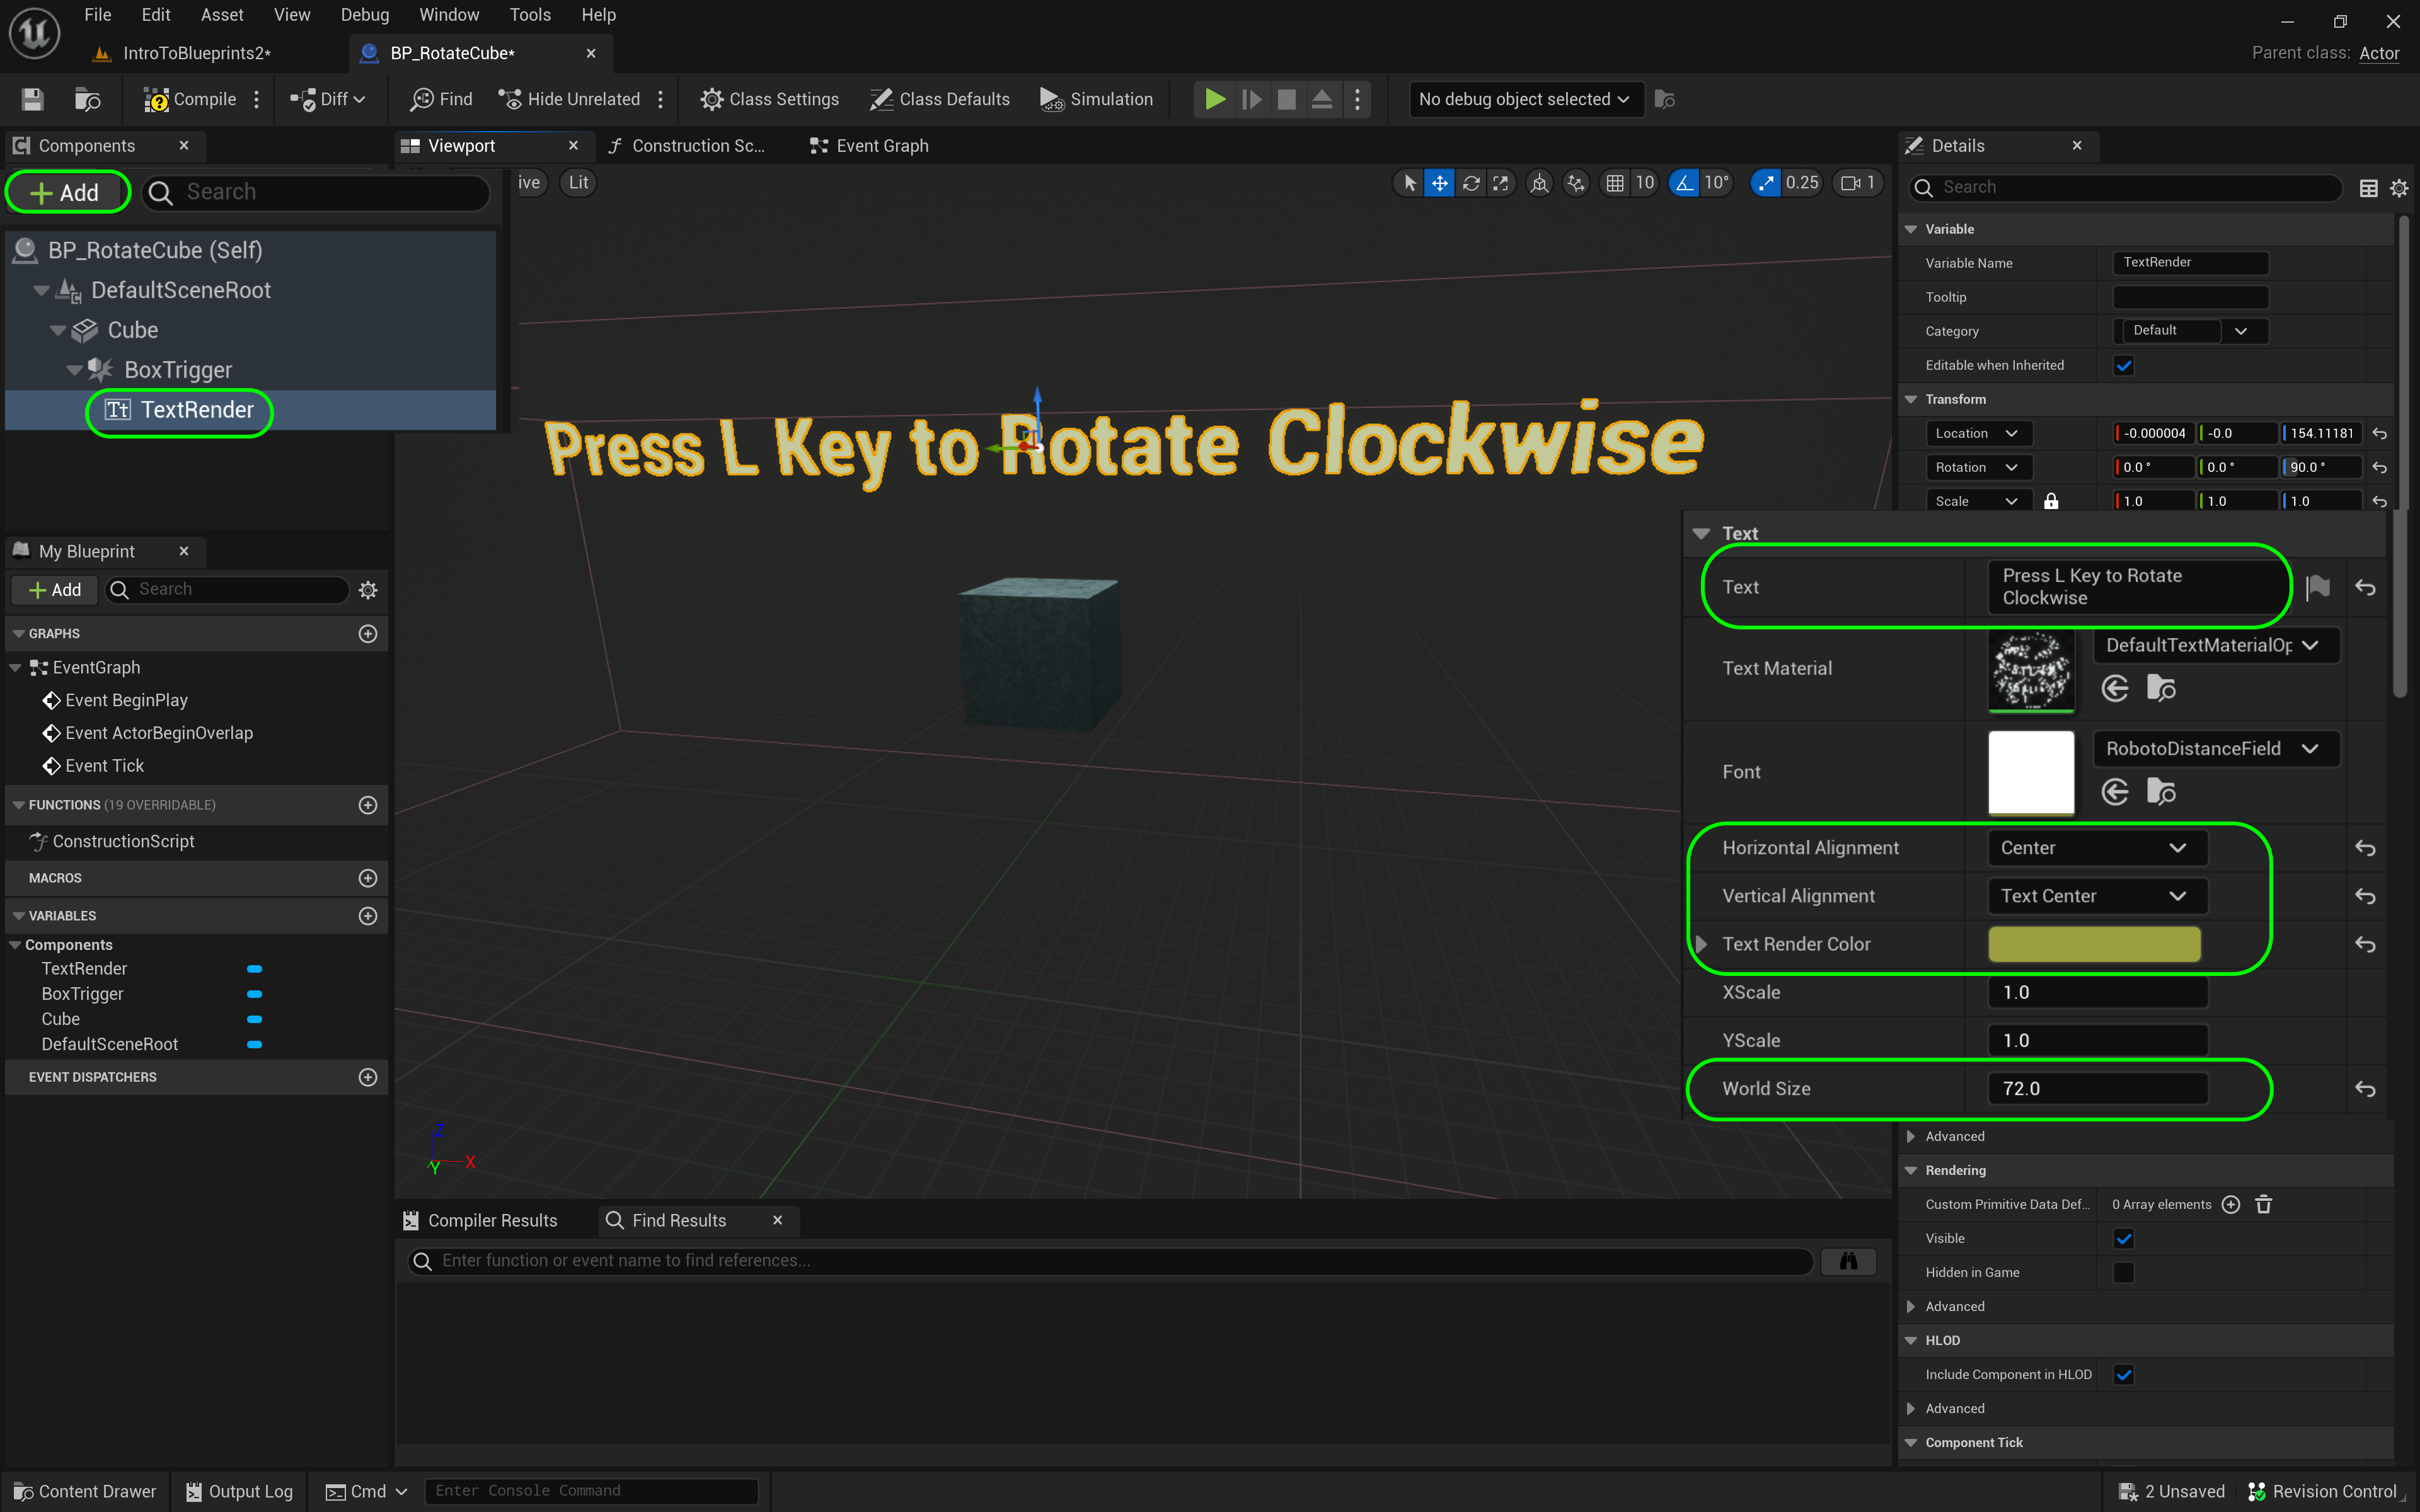 File Edit Asset View Debug Window Tools Help
IntroToBlueprints2*
BP_RotateCube*
Parent class: Actor
Compile
Diff
Find
Hide Unrelated
Class Settings
Class Defaults
Simulation
No debug object selected
Components
+ Add
Search
BP_RotateCube (Self)
DefaultSceneRoot
Cube
BoxTrigger
Tt TextRender
My Blueprint
+ Add
Search
GRAPHS
EventGraph
Event BeginPlay
Event ActorBeginOverlap
Event Tick
FUNCTIONS (19 OVERRIDABLE)
ConstructionScript
MACROS
VARIABLES
Components
TextRender
BoxTrigger
Cube
DefaultSceneRoot
EVENT DISPATCHERS
Viewport
Construction Sc...
Event Graph
ive
Lit
10
10°
0.25
1
Press L Key to Rotate Clockwise
Z
Y
X
Compiler Results
Find Results
Enter function or event name to find references...
Details
Search
Variable
Variable Name TextRender
Tooltip
Category Default
Editable when Inherited
Transform
Location -0.000004 -0.0 154.11181
Rotation 0.0 ° 0.0 ° 90.0 °
Scale 1.0 1.0 1.0
Text
Text
Press L Key to Rotate
Clockwise
Text Material
DefaultTextMaterialOp
Font
RobotoDistanceField
Horizontal Alignment Center
Vertical Alignment Text Center
Text Render Color
XScale 1.0
YScale 1.0
World Size 72.0
Advanced
Rendering
Custom Primitive Data Def... 0 Array elements
Visible
Hidden in Game
Advanced
HLOD
Include Component in HLOD
Advanced
Component Tick
Content Drawer
Output Log
Cmd
Enter Console Command
2 Unsaved
Revision Control